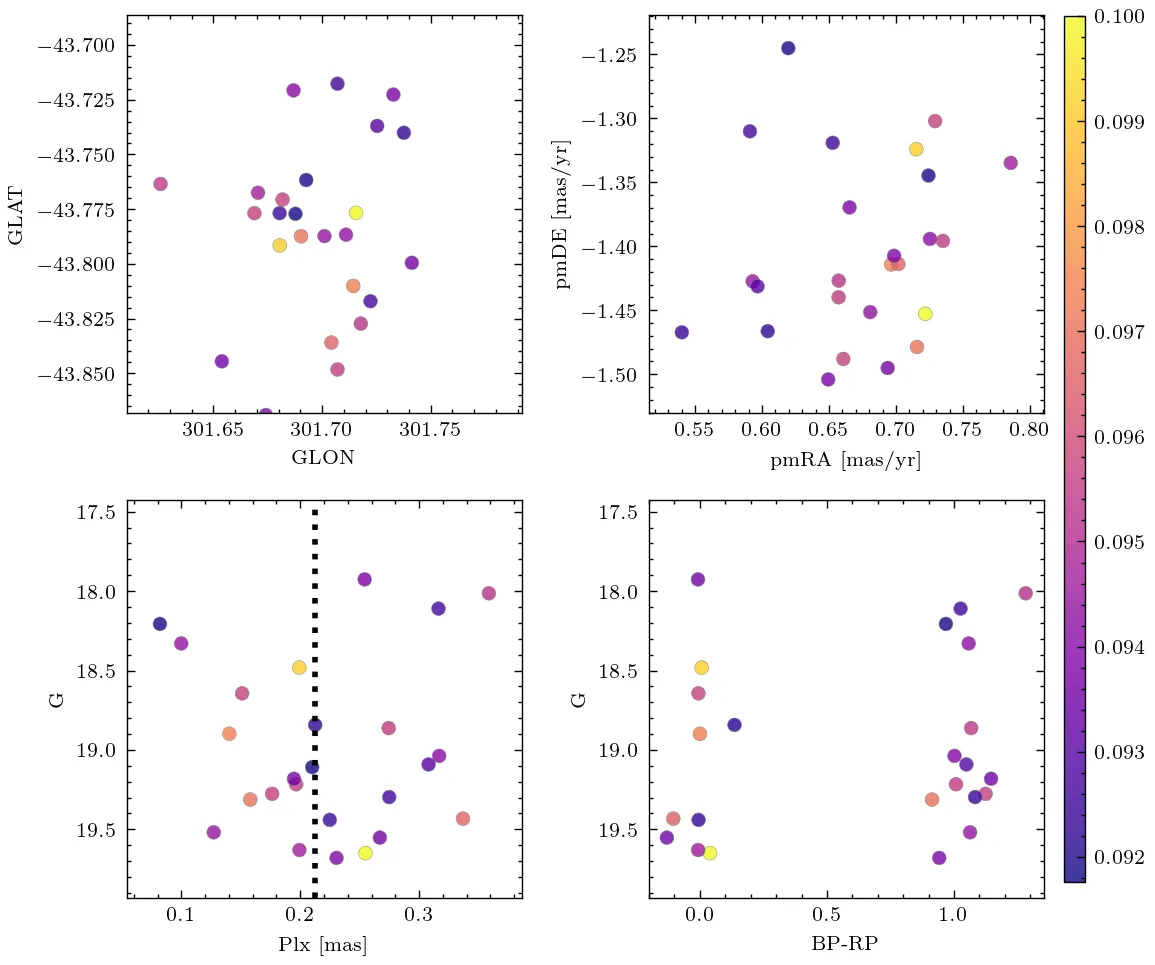 −43.700
−43.725
−43.750
−43.775
−43.800
−43.825
−43.850
GLAT
301.65 301.70 301.75
GLON
−1.25
−1.30
−1.35
−1.40
−1.45
−1.50
pmDE [mas/yr]
0.55 0.60 0.65 0.70 0.75 0.80
pmRA [mas/yr]
0.100
0.099
0.098
0.097
0.096
0.095
0.094
0.093
0.092
17.5
18.0
18.5
19.0
19.5
G
0.1 0.2 0.3
Plx [mas]
17.5
18.0
18.5
19.0
19.5
G
0.0 0.5 1.0
BP-RP